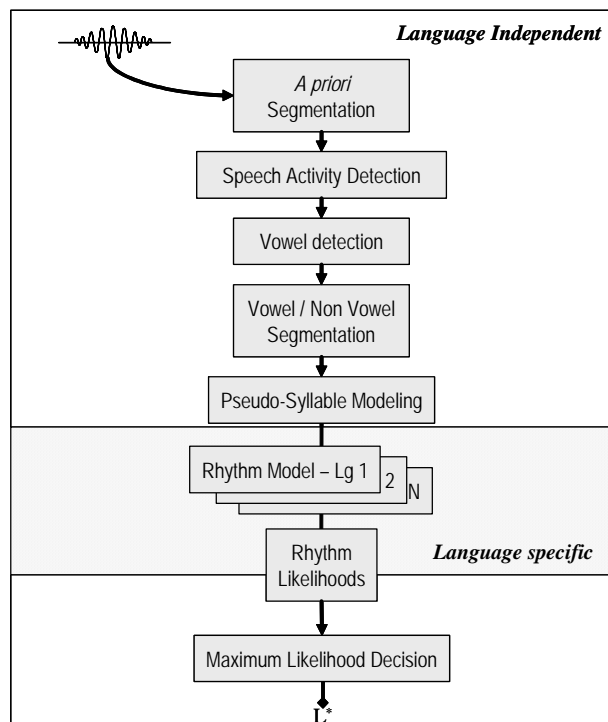 Language Independent
A priori
Segmentation
Speech Activity Detection
Vowel detection
Vowel / Non Vowel
Segmentation
Pseudo-Syllable Modeling
Rhythm Model – Lg 1
2
N
Rhythm
Likelihoods
Language specific
Maximum Likelihood Decision
L*